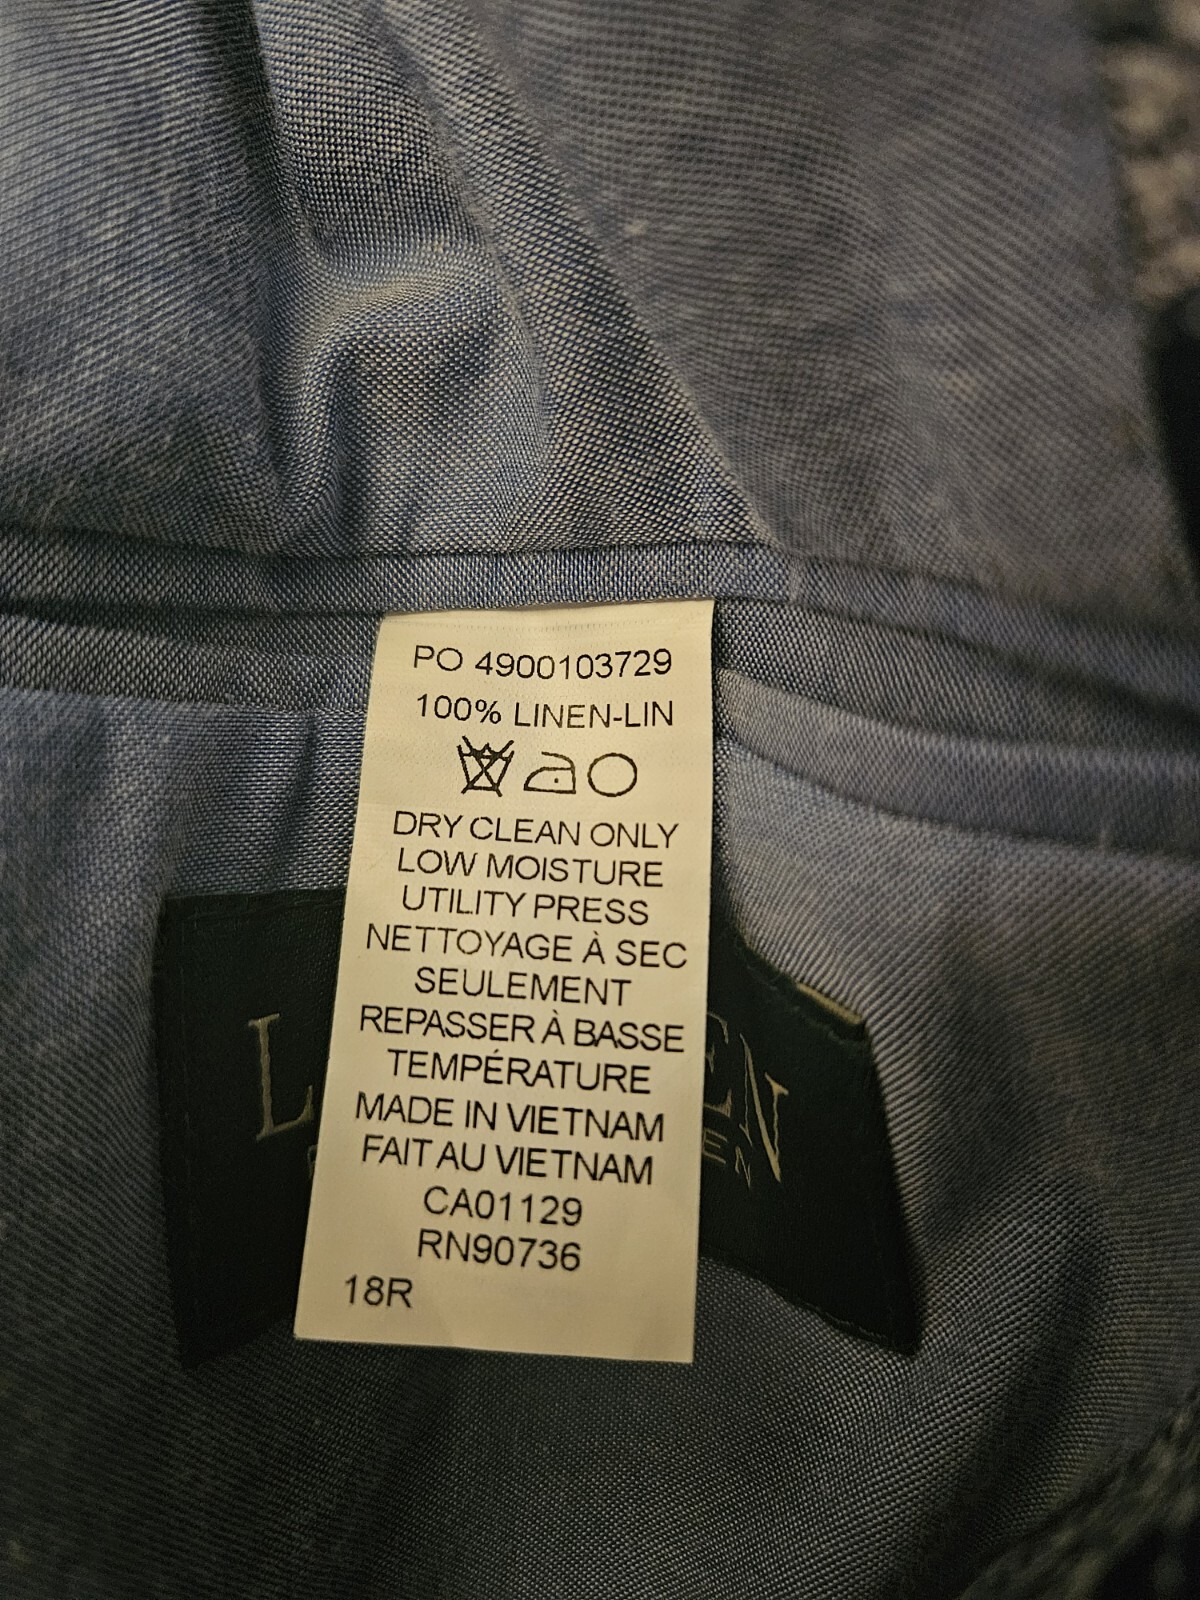 PO 4900103729
100% LINEN-LIN
DRY CLEAN ONLY
LOW MOISTURE
UTILITY PRESS
NETTOYAGE À SEC
SEULEMENT
REPASSER À BASSE
TEMPÉRATURE
MADE IN VIETNAM
FAIT AU VIETNAM
CA01129
RN90736
18R